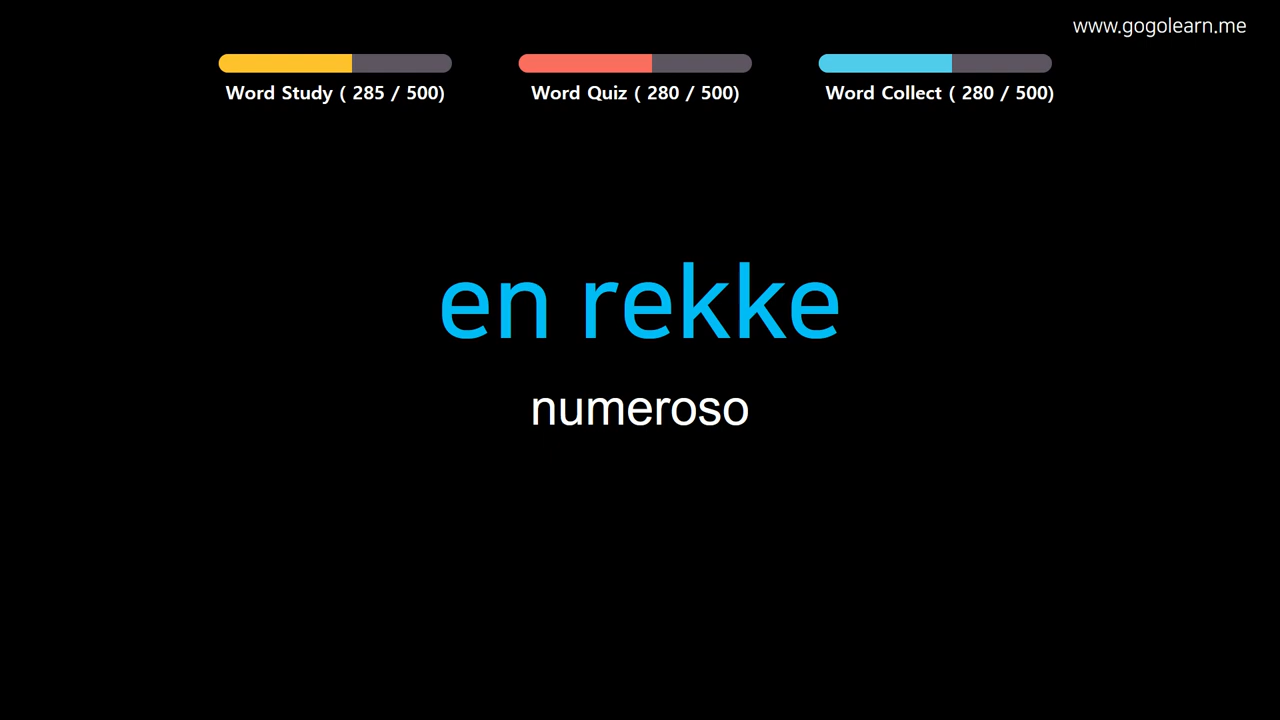 www.gogolearn.me
Word Study ( 285 / 500)
Word Quiz ( 280 / 500)
Word Collect ( 280 / 500)
en rekke
numeroso